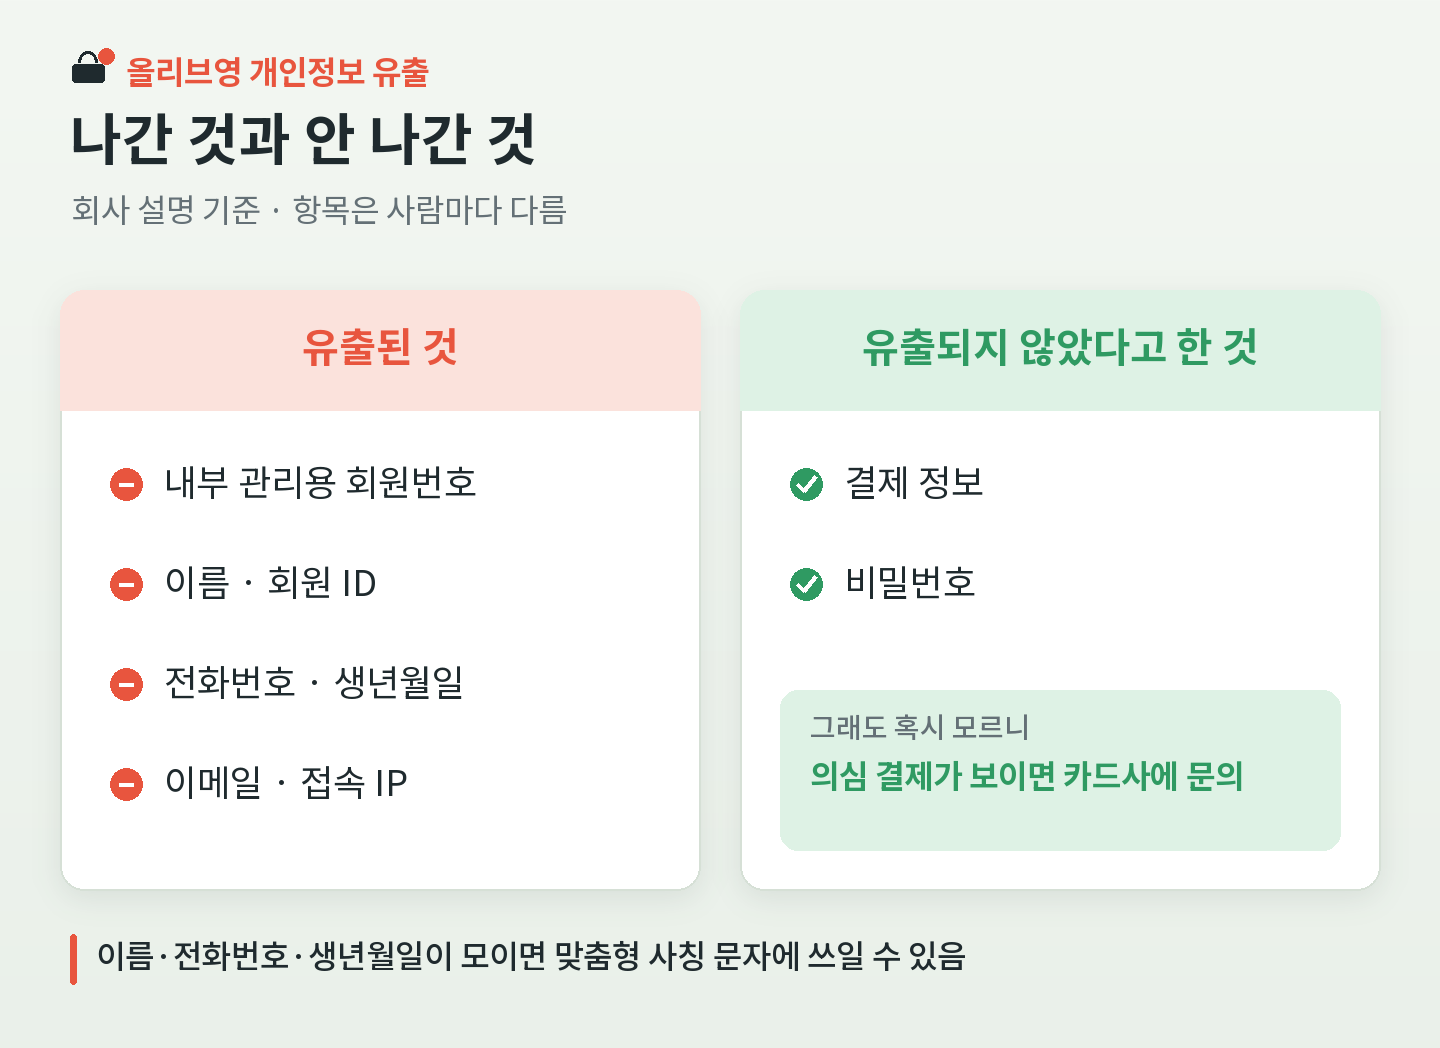 올리브영 개인정보 유출
나간 것과 안 나간 것
회사 설명 기준 · 항목은 사람마다 다름
유출된 것
내부 관리용 회원번호
이름 · 회원 ID
전화번호 · 생년월일
이메일 · 접속 IP
유출되지 않았다고 한 것
결제 정보
비밀번호
그래도 혹시 모르니
의심 결제가 보이면 카드사에 문의
이름·전화번호·생년월일이 모이면 맞춤형 사칭 문자에 쓰일 수 있음